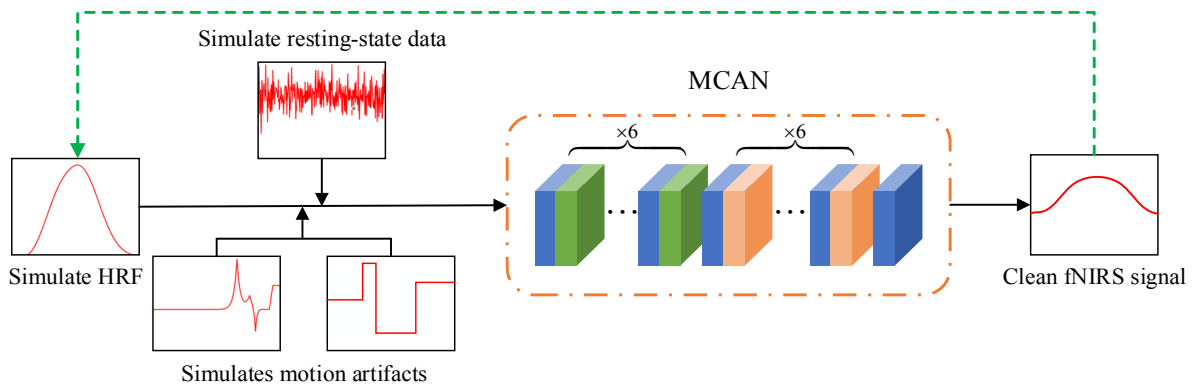 Simulate resting-state data
MCAN
×6
×6
Simulate HRF
Clean fNIRS signal
Simulates motion artifacts